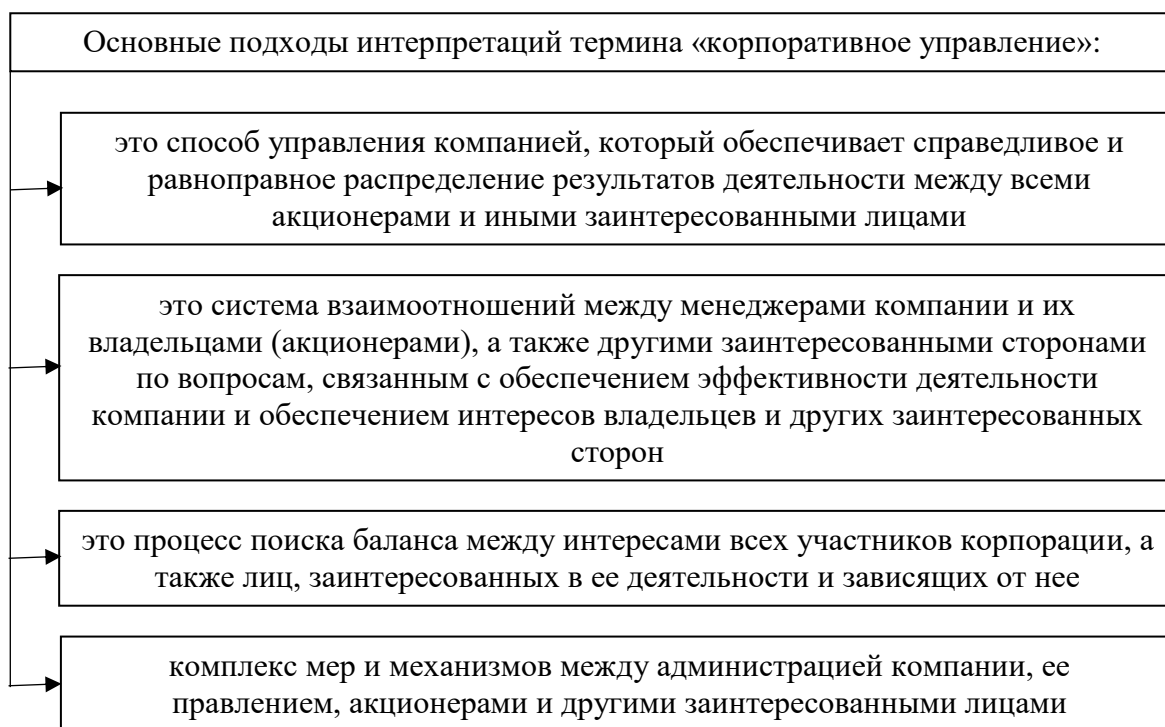 Основные подходы интерпретаций термина «корпоративное управление»:
это способ управления компанией, который обеспечивает справедливое и
равноправное распределение результатов деятельности между всеми
акционерами и иными заинтересованными лицами
это система взаимоотношений между менеджерами компании и их
владельцами (акционерами), а также другими заинтересованными сторонами
по вопросам, связанным с обеспечением эффективности деятельности
компании и обеспечением интересов владельцев и других заинтересованных
сторон
это процесс поиска баланса между интересами всех участников корпорации, а
также лиц, заинтересованных в ее деятельности и зависящих от нее
комплекс мер и механизмов между администрацией компании, ее
правлением, акционерами и другими заинтересованными лицами